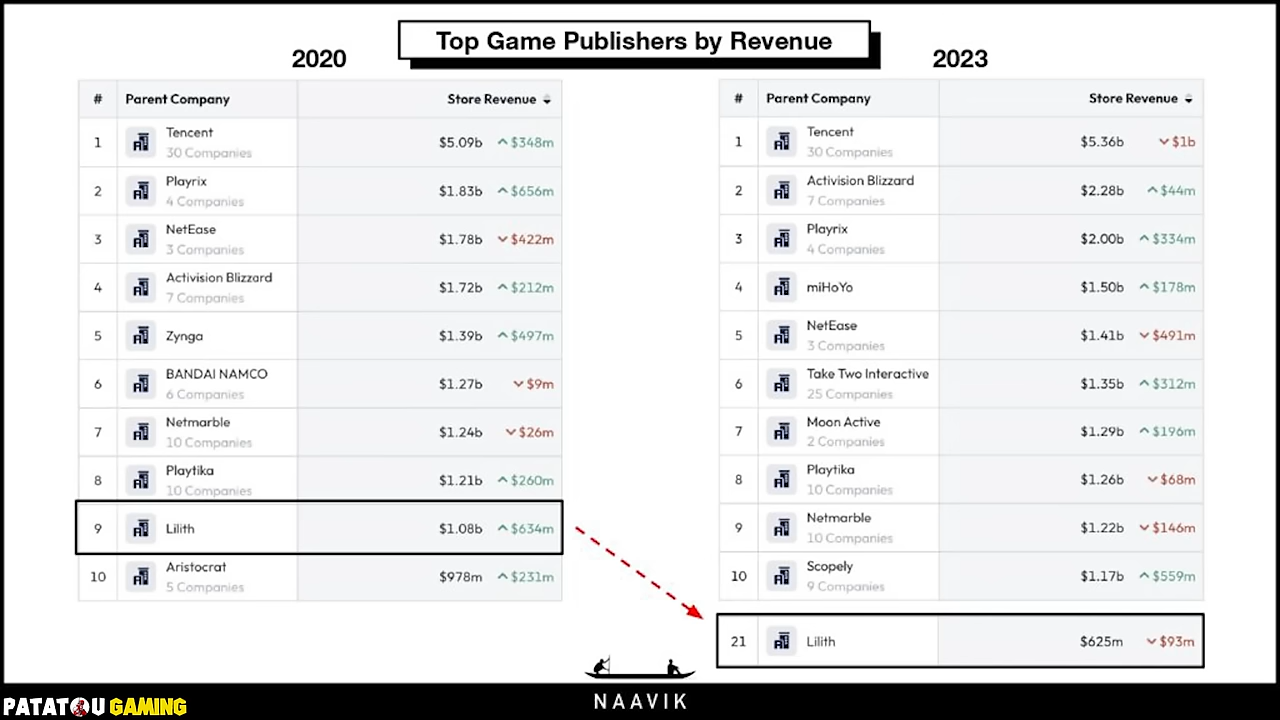 Top Game Publishers by Revenue
2020
# Parent Company Store Revenue
1 Tencent $5.09b $348m
30 Companies
2 Playrix $1.83b $656m
4 Companies
3 NetEase $1.78b $422m
3 Companies
4 Activision Blizzard $1.72b $212m
7 Companies
5 Zynga $1.39b $497m
6 BANDAI NAMCO $1.27b $9m
6 Companies
7 Netmarble $1.24b $26m
10 Companies
8 Playtika $1.21b $260m
10 Companies
9 Lilith $1.08b $634m
10 Aristocrat $978m $231m
5 Companies
2023
# Parent Company Store Revenue
1 Tencent $5.36b $1b
30 Companies
2 Activision Blizzard $2.28b $44m
7 Companies
3 Playrix $2.00b $334m
4 Companies
4 miHoYo $1.50b $178m
5 NetEase $1.41b $491m
3 Companies
6 Take Two Interactive $1.35b $312m
25 Companies
7 Moon Active $1.29b $196m
2 Companies
8 Playtika $1.26b $68m
10 Companies
9 Netmarble $1.22b $146m
10 Companies
10 Scopely $1.17b $559m
9 Companies
21 Lilith $625m $93m
NAAVIK
PATATOU GAMING